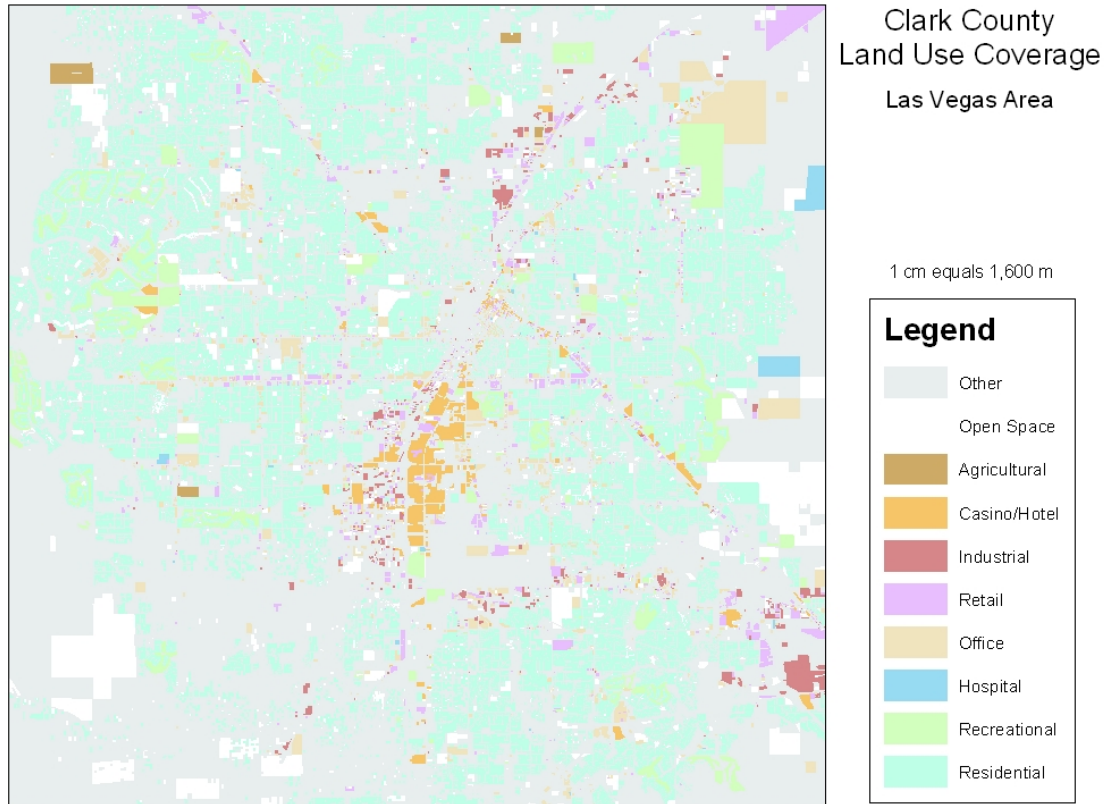 Clark County
Land Use Coverage
Las Vegas Area
1 cm equals 1,600 m
Legend
Other
Open Space
Agricultural
Casino/Hotel
Industrial
Retail
Office
Hospital
Recreational
Residential